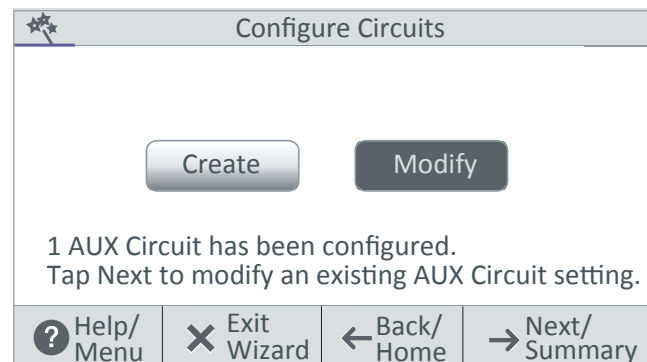 Configure Circuits
Create
Modify
1 AUX Circuit has been configured.
Tap Next to modify an existing AUX Circuit setting.
Help/
Menu
Exit
Wizard
Back/
Home
Next/
Summary